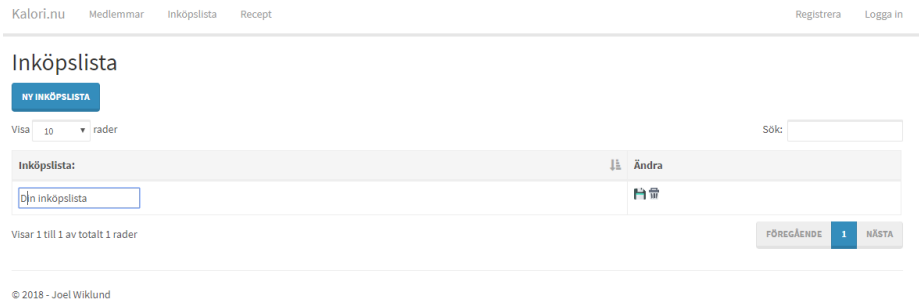 Kalori.nu Medlemmar Inköpslista Recept Registrera Logga in
Inköpslista
NY INKÖPSLISTA
Visa 10 rader Sök:
Inköpslista: Ändra
Din inköpslista
Visar 1 till 1 av totalt 1 rader FÖREGÅENDE 1 NÄSTA
© 2018 - Joel Wiklund